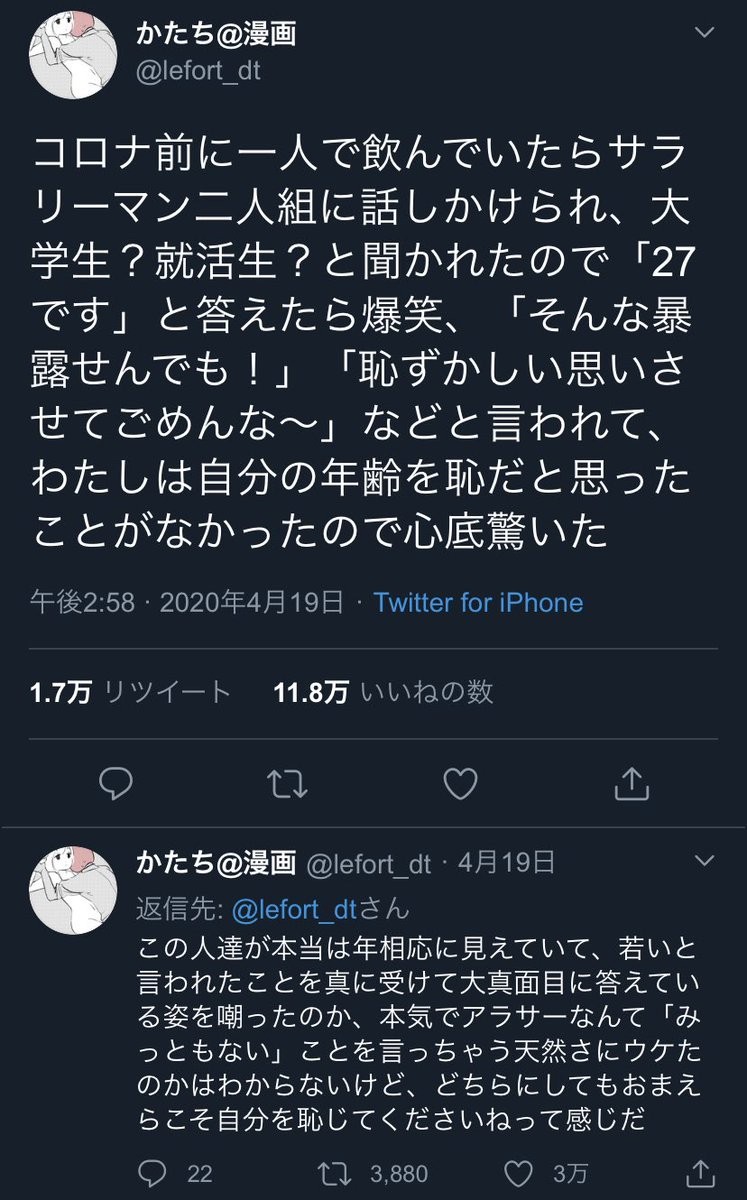 かたち@漫画
@lefort_dt
コロナ前に一人で飲んでいたらサラ
リーマン二人組に話しかけられ、大
学生？就活生？と聞かれたので「27
です」と答えたら爆笑、「そんな暴
露せんでも！」「恥ずかしい思いさ
せてごめんな〜」などと言われて、
わたしは自分の年齢を恥だと思った
ことがなかったので心底驚いた
午後2:58 · 2020年4月19日 · Twitter for iPhone
1.7万 リツイート 11.8万 いいねの数
かたち@漫画 @lefort_dt · 4月19日
返信先: @lefort_dtさん
この人達が本当は年相応に見えていて、若いと
言われたことを真に受けて大真面目に答えてい
る姿を嘲ったのか、本気でアラサーなんて「み
っともない」ことを言っちゃう天然さにウケた
のかはわからないけど、どちらにしてもおまえ
らこそ自分を恥じてくださいねって感じだ
22 3,880 3万